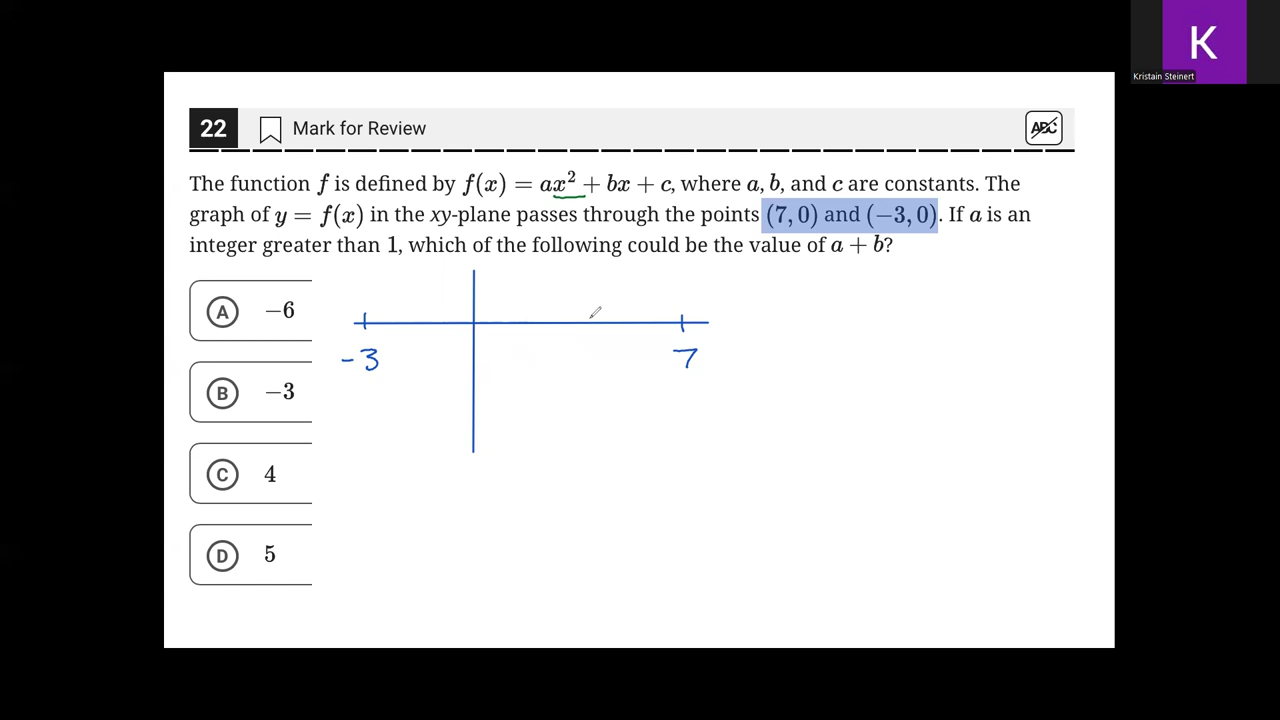 K
Kristain Steinert
22 Mark for Review ABC
The function f is defined by f(x) = ax² + bx + c, where a, b, and c are constants. The
graph of y = f(x) in the xy-plane passes through the points (7, 0) and (−3, 0). If a is an
integer greater than 1, which of the following could be the value of a + b?
A −6
-3 7
B −3
C 4
D 5